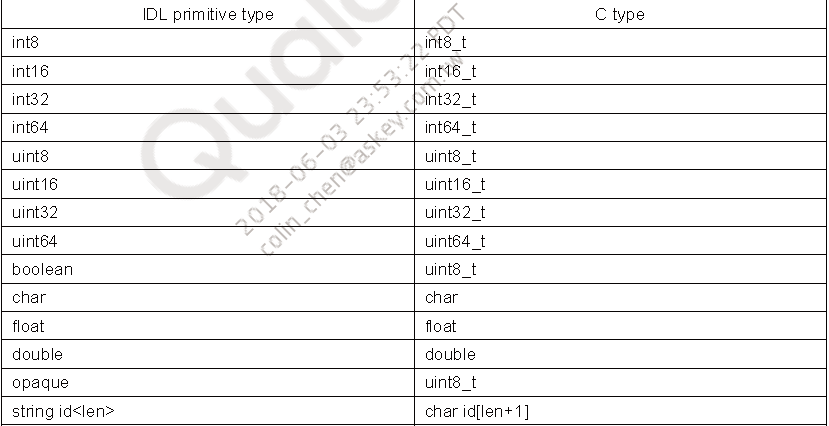 IDL primitive type C type
int8 int8_t
int16 int16_t
int32 int32_t
int64 int64_t
uint8 uint8_t
uint16 uint16_t
uint32 uint32_t
uint64 uint64_t
boolean uint8_t
char char
float float
double double
opaque uint8_t
string id<len> char id[len+1]
2018-06-03 23:53:22 PDT
colin_chen@askey.com.tw